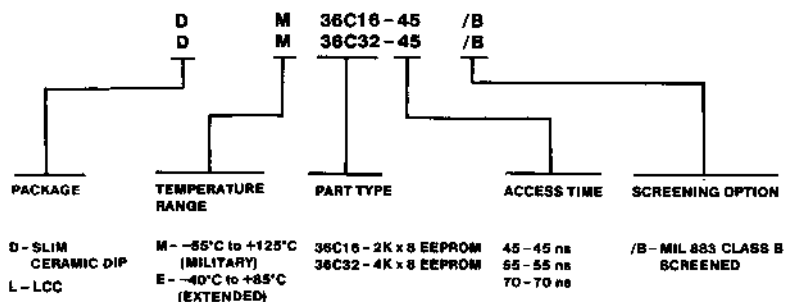 D M 36C16-45 /B
D M 36C32-45 /B
PACKAGE TEMPERATURE RANGE PART TYPE ACCESS TIME SCREENING OPTION
D-SLIM CERAMIC DIP
L-LCC
M- -55°C to +125°C (MILITARY)
E- -40°C to +85°C (EXTENDED)
36C16-2K x 8 EEPROM
36C32-4K x 8 EEPROM
45-45 ns
55-55 ns
70-70 ns
/B-MIL 883 CLASS B SCREENED